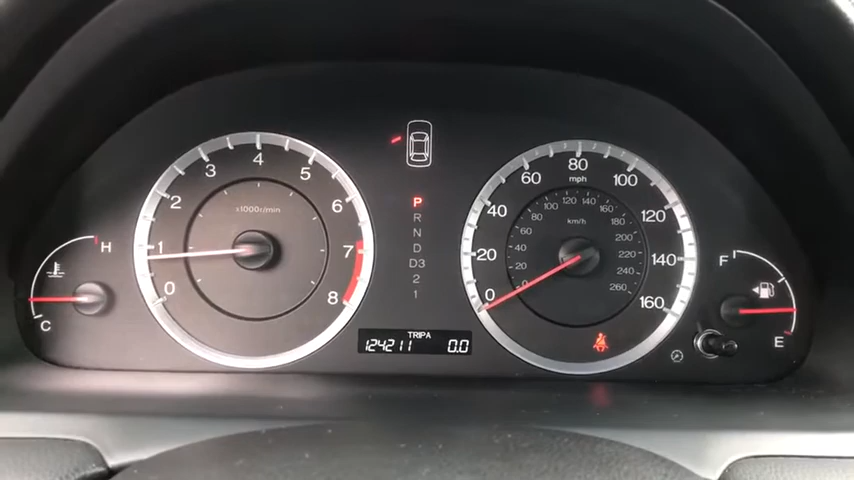 0 1 2 3 4 5 6 7 8
x1000r/min
H
C
P
R
N
D
D3
2
1
TRIP A
124211 0.0
0 20 40 60 80 100 120 140 160
mph
0 20 40 60 80 100 120 140 160 180 200 220 240 260
km/h
F
E